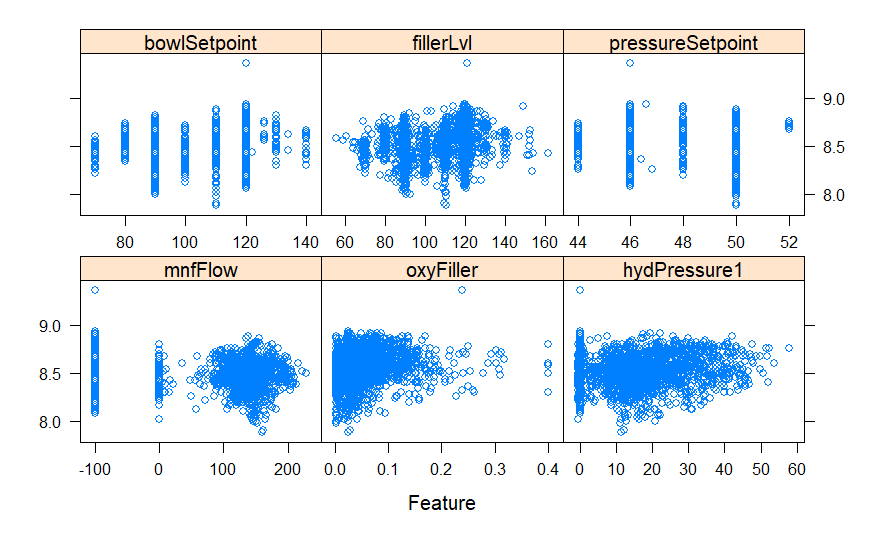 bowlSetpoint fillerLvl pressureSetpoint
9.0
8.5
8.0
80 100 120 140 60 80 100 120 140 160 44 46 48 50 52
mnfFlow oxyFiller hydPressure1
9.0
8.5
8.0
-100 0 100 200 0.0 0.1 0.2 0.3 0.4 0 10 20 30 40 50 60
Feature